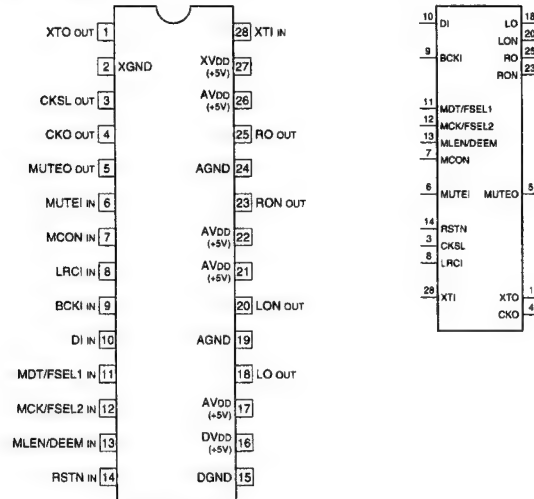 XTO OUT 1
2 XGND
CKSL OUT 3
CKO OUT 4
MUTEO OUT 5
MUTEI IN 6
MCON IN 7
LRCI IN 8
BCKI IN 9
DI IN 10
MDT/FSEL1 IN 11
MCK/FSEL2 IN 12
MLEN/DEEM IN 13
RSTN IN 14
28 XTI IN
XVDD 27
(+5V)
AVDD 26
(+5V)
25 RO OUT
AGND 24
23 RON OUT
AVDD 22
(+5V)
AVDD 21
(+5V)
20 LON OUT
AGND 19
18 LO OUT
AVDD 17
(+5V)
DVDD 16
(+5V)
DGND 15
10 DI
9 BCKI
11 MDT/FSEL1
12 MCK/FSEL2
13 MLEN/DEEM
7 MCON
6 MUTEI
14 RSTN
3 CKSL
8 LRCI
28 XTI
LO 18
LON 20
RO 25
RON 23
MUTEO 5
XTO 1
CKO 4